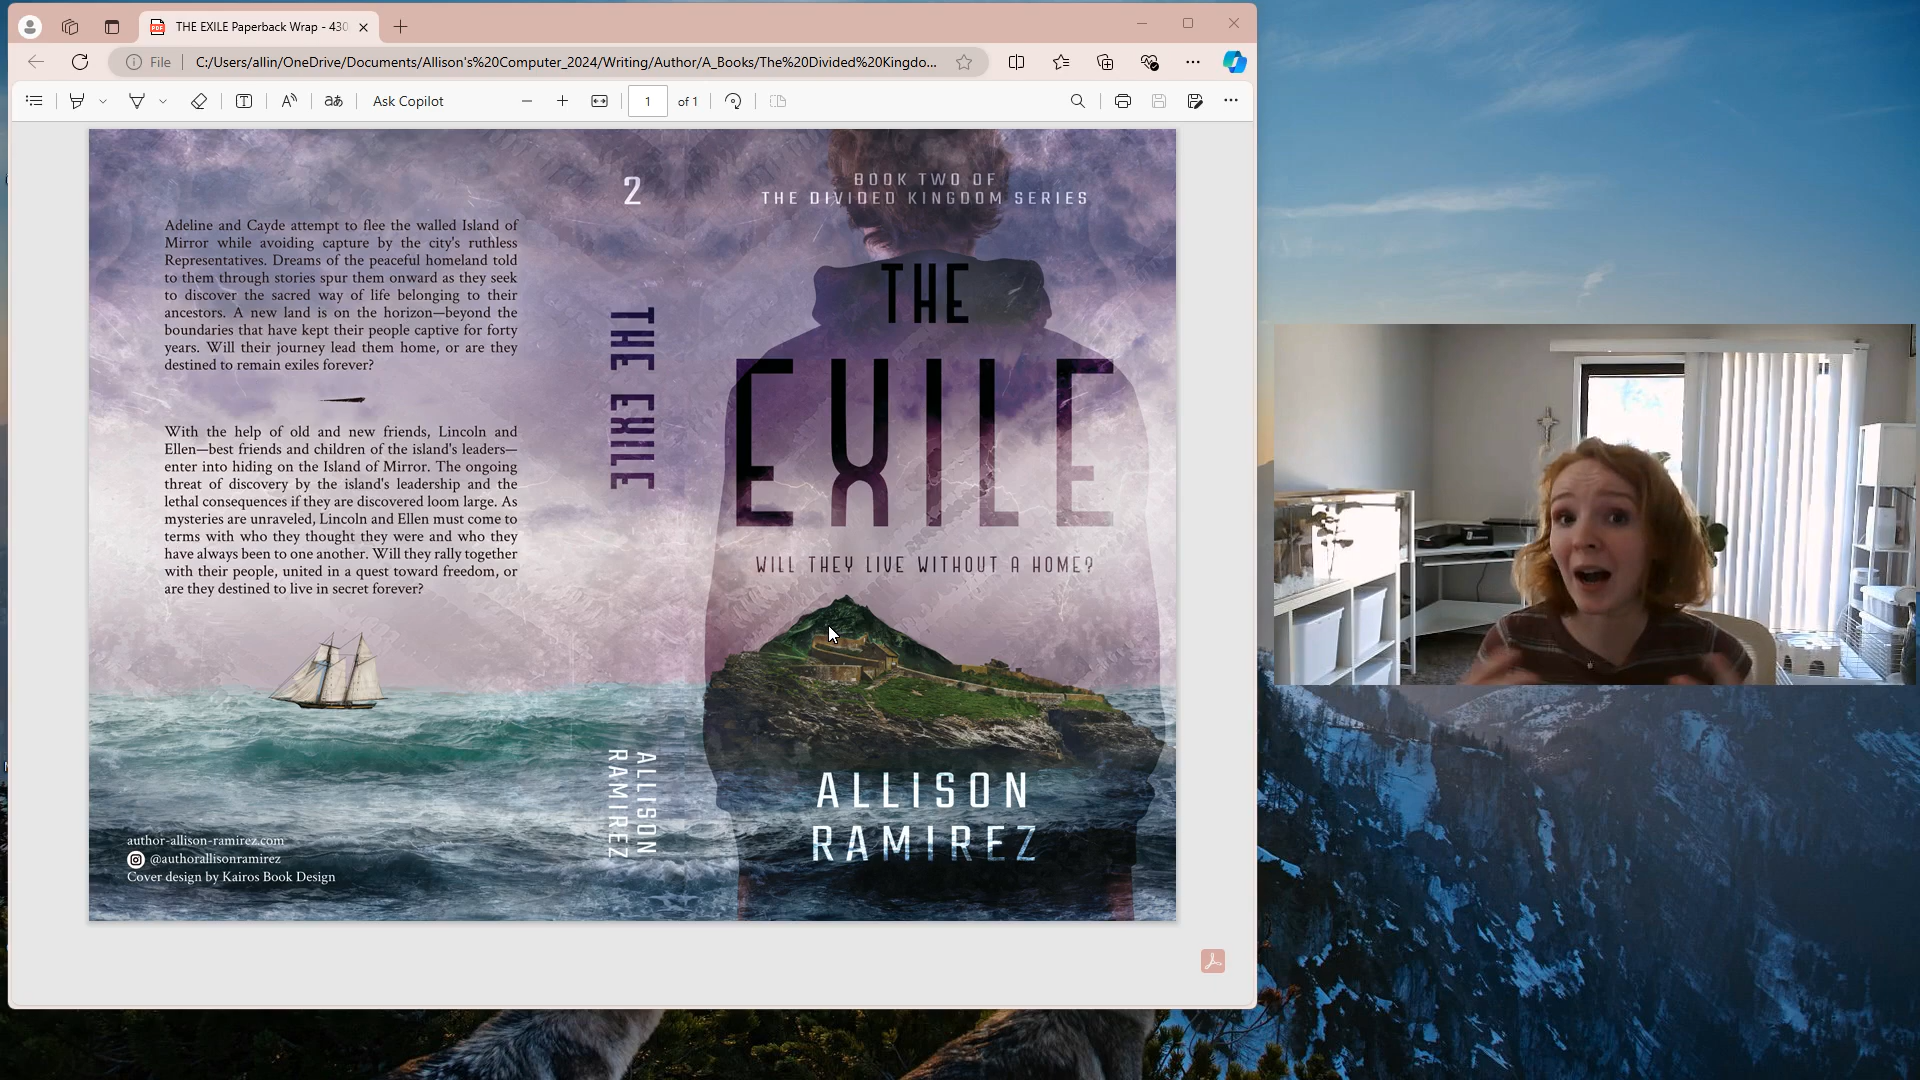 THE EXILE Paperback Wrap - 430
File
C:/Users/allin/OneDrive/Documents/Allison's%20Computer_2024/Writing/Author/A_Books/The%20Divided%20Kingdo...
Ask Copilot
1
of 1
Adeline and Cayde attempt to flee the walled Island of
Mirror while avoiding capture by the city's ruthless
Representatives. Dreams of the peaceful homeland told
to them through stories spur them onward as they seek
to discover the sacred way of life belonging to their
ancestors. A new land is on the horizon—beyond the
boundaries that have kept their people captive for forty
years. Will their journey lead them home, or are they
destined to remain exiles forever?
With the help of old and new friends, Lincoln and
Ellen—best friends and children of the island's leaders—
enter into hiding on the Island of Mirror. The ongoing
threat of discovery by the island's leadership and the
lethal consequences if they are discovered loom large. As
mysteries are unraveled, Lincoln and Ellen must come to
terms with who they thought they were and who they
have always been to one another. Will they rally together
with their people, united in a quest toward freedom, or
are they destined to live in secret forever?
author-allison-ramirez.com
@authorallisonramirez
Cover design by Kairos Book Design
2
THE EXILE
ALLISON
RAMIREZ
BOOK TWO OF
THE DIVIDED KINGDOM SERIES
THE
EXILE
WILL THEY LIVE WITHOUT A HOME?
ALLISON
RAMIREZ